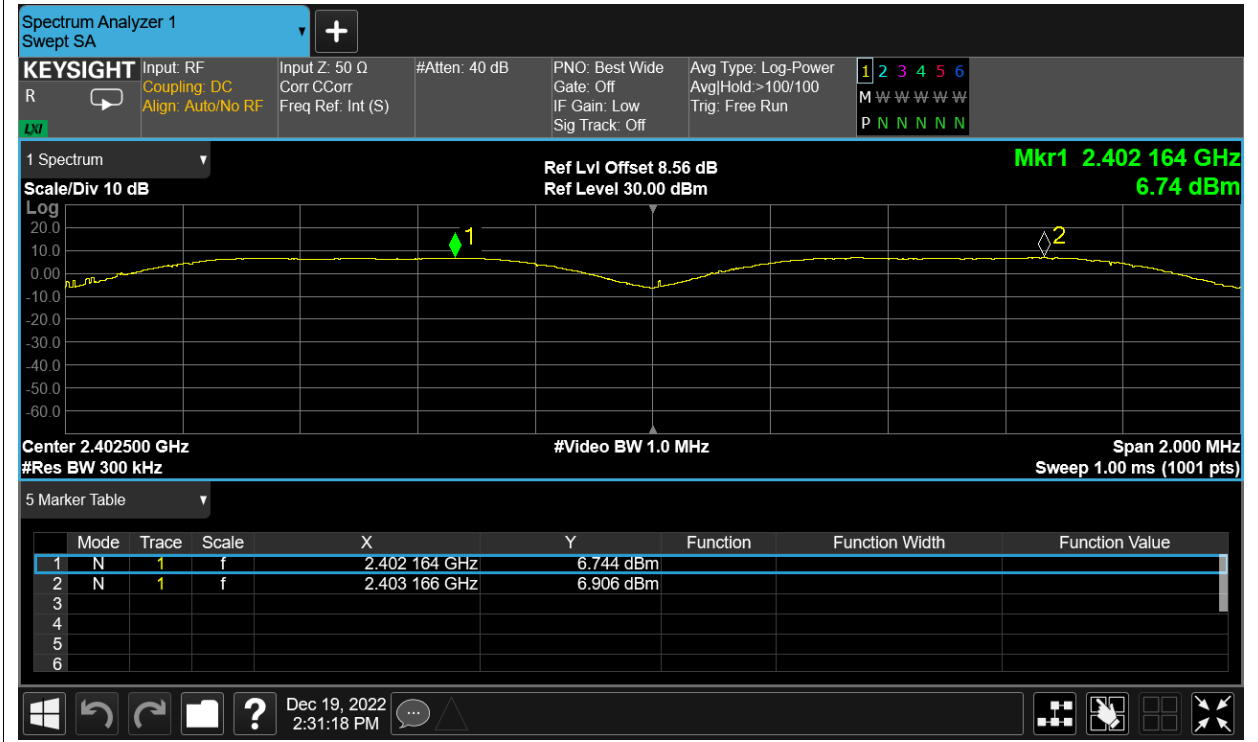 Spectrum Analyzer 1
Swept SA
+
KEYSIGHT Input: RF Input Z: 50 Ω #Atten: 40 dB PNO: Best Wide Avg Type: Log-Power 1 2 3 4 5 6
R Coupling: DC Corr CCorr Gate: Off Avg|Hold:>100/100 M W W W W W
Align: Auto/No RF Freq Ref: Int (S) IF Gain: Low Trig: Free Run
LXI Sig Track: Off P N N N N N
1 Spectrum Ref Lvl Offset 8.56 dB Mkr1 2.402 164 GHz
Scale/Div 10 dB Ref Level 30.00 dBm 6.74 dBm
Log
20.0
1
2
10.0
0.00
-10.0
-20.0
-30.0
-40.0
-50.0
-60.0
Center 2.402500 GHz #Video BW 1.0 MHz Span 2.000 MHz
#Res BW 300 kHz Sweep 1.00 ms (1001 pts)
5 Marker Table
Mode Trace Scale X Y Function Function Width Function Value
1 N 1 f 2.402 164 GHz 6.744 dBm
2 N 1 f 2.403 166 GHz 6.906 dBm
3
4
5
6
? Dec 19, 2022
2:31:18 PM